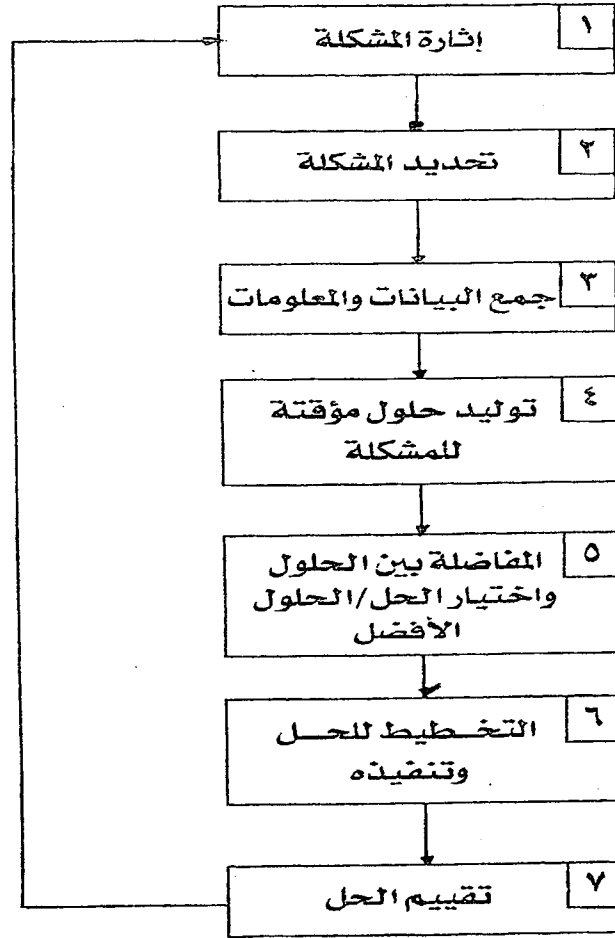 ١
إثارة المشكلة
٢
تحديد المشكلة
٣
جمع البيانات والمعلومات
٤
توليد حلول مؤقتة
للمشكلة
٥
المفاضلة بين الحلول
واختيار الحل/الحلول
الأفضل
٦
التخطيط للحل
وتنفيذه
٧
تقييم الحل